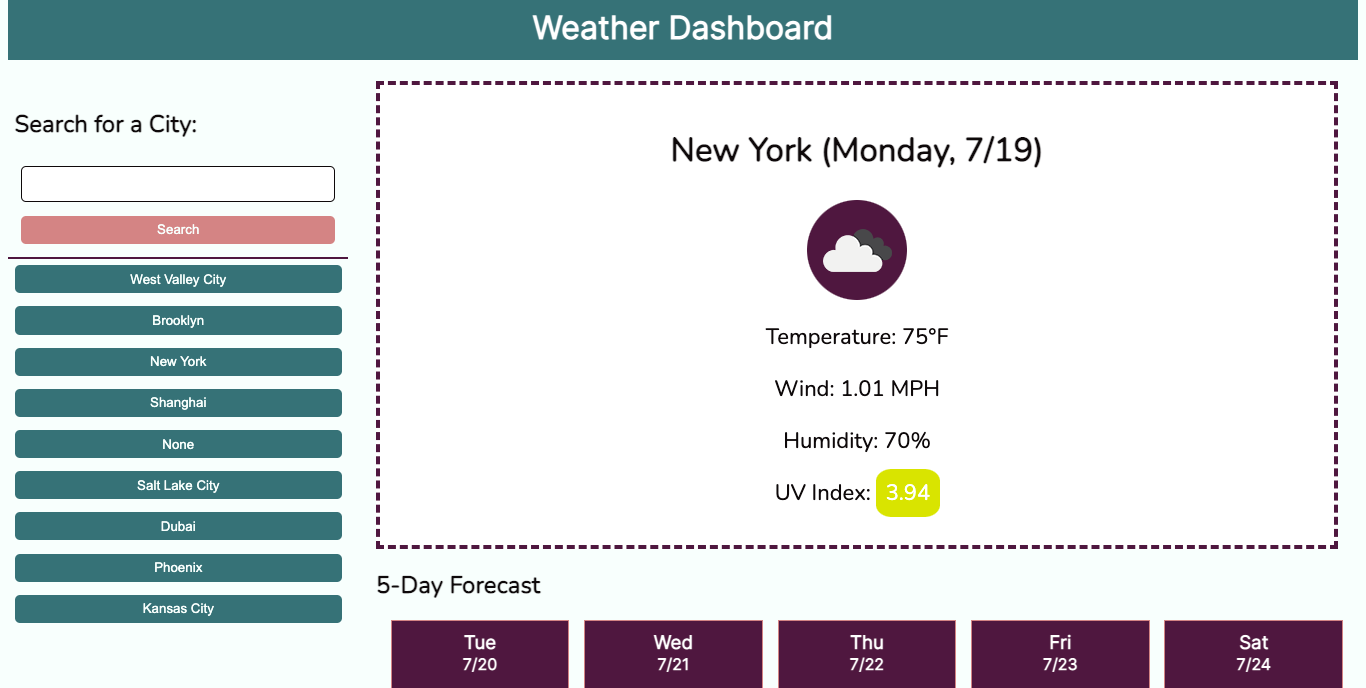 Weather Dashboard
Search for a City:
Search
West Valley City
Brooklyn
New York
Shanghai
None
Salt Lake City
Dubai
Phoenix
Kansas City
New York (Monday, 7/19)
Temperature: 75°F
Wind: 1.01 MPH
Humidity: 70%
UV Index: 3.94
5-Day Forecast
Tue
7/20
Wed
7/21
Thu
7/22
Fri
7/23
Sat
7/24